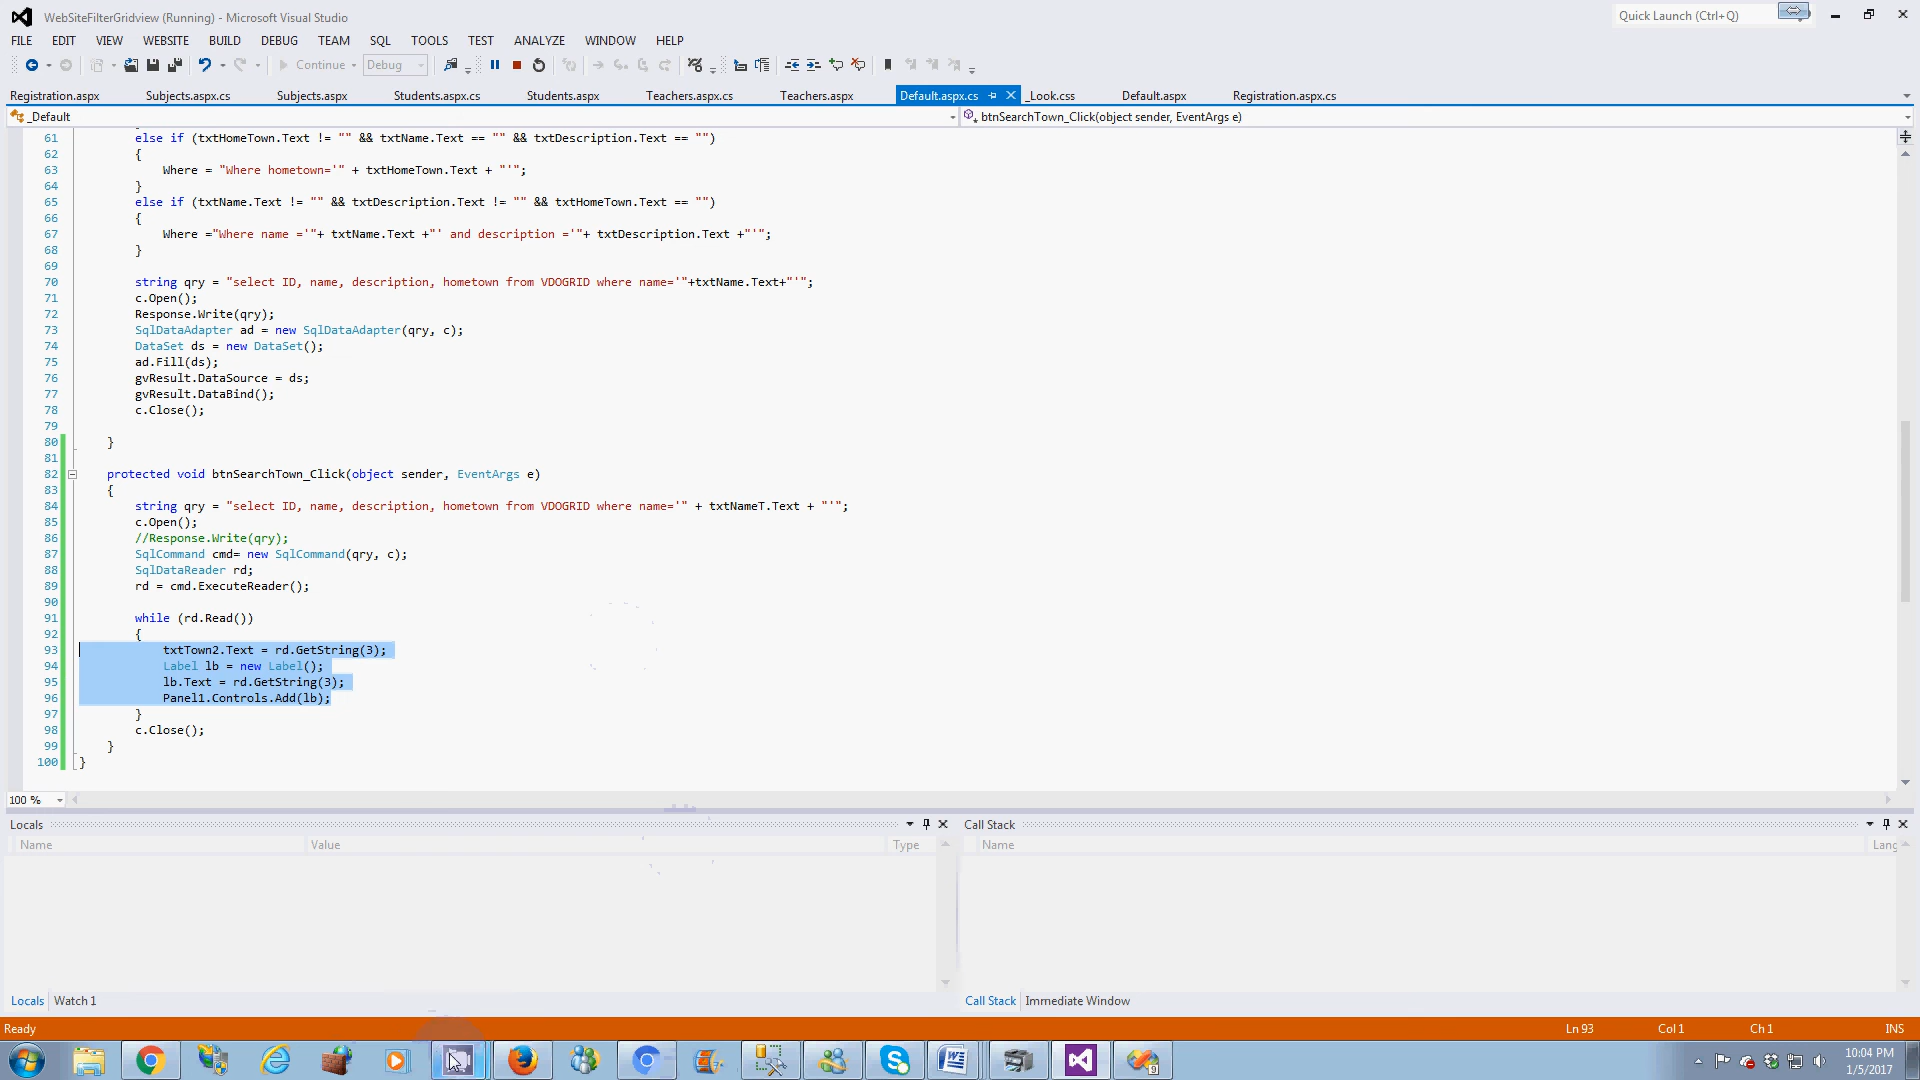 WebSiteFilterGridview (Running) - Microsoft Visual Studio
Quick Launch (Ctrl+Q)
FILE EDIT VIEW WEBSITE BUILD DEBUG TEAM SQL TOOLS TEST ANALYZE WINDOW HELP
Continue Debug
Registration.aspx Subjects.aspx.cs Subjects.aspx Students.aspx.cs Students.aspx Teachers.aspx.cs Teachers.aspx Default.aspx.cs _Look.css Default.aspx Registration.aspx.cs
_Default btnSearchTown_Click(object sender, EventArgs e)
61 else if (txtHomeTown.Text != "" && txtName.Text == "" && txtDescription.Text == "")
62 {
63 Where = "Where hometown='" + txtHomeTown.Text + "'";
64 }
65 else if (txtName.Text != "" && txtDescription.Text != "" && txtHomeTown.Text == "")
66 {
67 Where ="Where name ='"+ txtName.Text +"' and description ='"+ txtDescription.Text +"'";
68 }
69
70 string qry = "select ID, name, description, hometown from VDOGRID where name='"+txtName.Text+"'";
71 c.Open();
72 Response.Write(qry);
73 SqlDataAdapter ad = new SqlDataAdapter(qry, c);
74 DataSet ds = new DataSet();
75 ad.Fill(ds);
76 gvResult.DataSource = ds;
77 gvResult.DataBind();
78 c.Close();
79
80 }
81
82 protected void btnSearchTown_Click(object sender, EventArgs e)
83 {
84 string qry = "select ID, name, description, hometown from VDOGRID where name='" + txtNameT.Text + "'";
85 c.Open();
86 //Response.Write(qry);
87 SqlCommand cmd= new SqlCommand(qry, c);
88 SqlDataReader rd;
89 rd = cmd.ExecuteReader();
90
91 while (rd.Read())
92 {
93 txtTown2.Text = rd.GetString(3);
94 Label lb = new Label();
95 lb.Text = rd.GetString(3);
96 Panel1.Controls.Add(lb);
97 }
98 c.Close();
99 }
100 }
100 %
Locals Call Stack
Name Value Type Name Lang
Locals Watch 1 Call Stack Immediate Window
Ready Ln 93 Col 1 Ch 1 INS
9
10:04 PM
1/5/2017